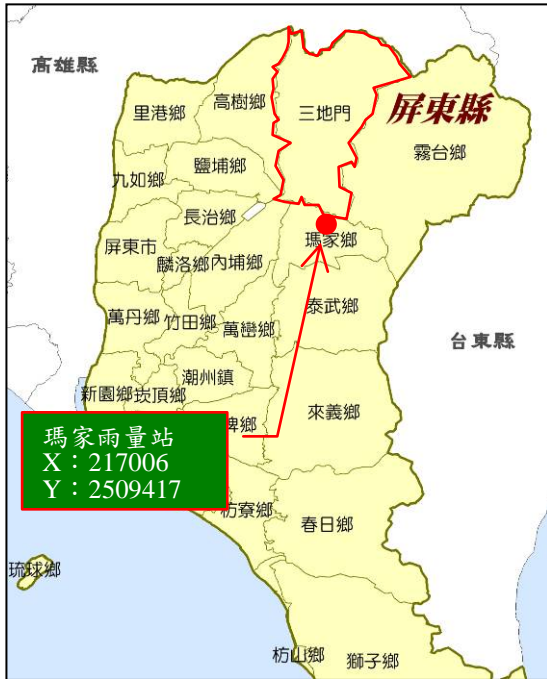 高雄縣
里港鄉
高樹鄉
三地門
屏東縣
霧台鄉
九如鄉
鹽埔鄉
長治鄉
屏東市
麟洛鄉
內埔鄉
瑪家鄉
萬丹鄉
竹田鄉
萬巒鄉
泰武鄉
台東縣
潮州鎮
新園鄉
崁頂鄉
來義鄉
瑪家雨量站
X：217006
Y：2509417
鄉
枋寮鄉
春日鄉
琉球鄉
枋山鄉
獅子鄉